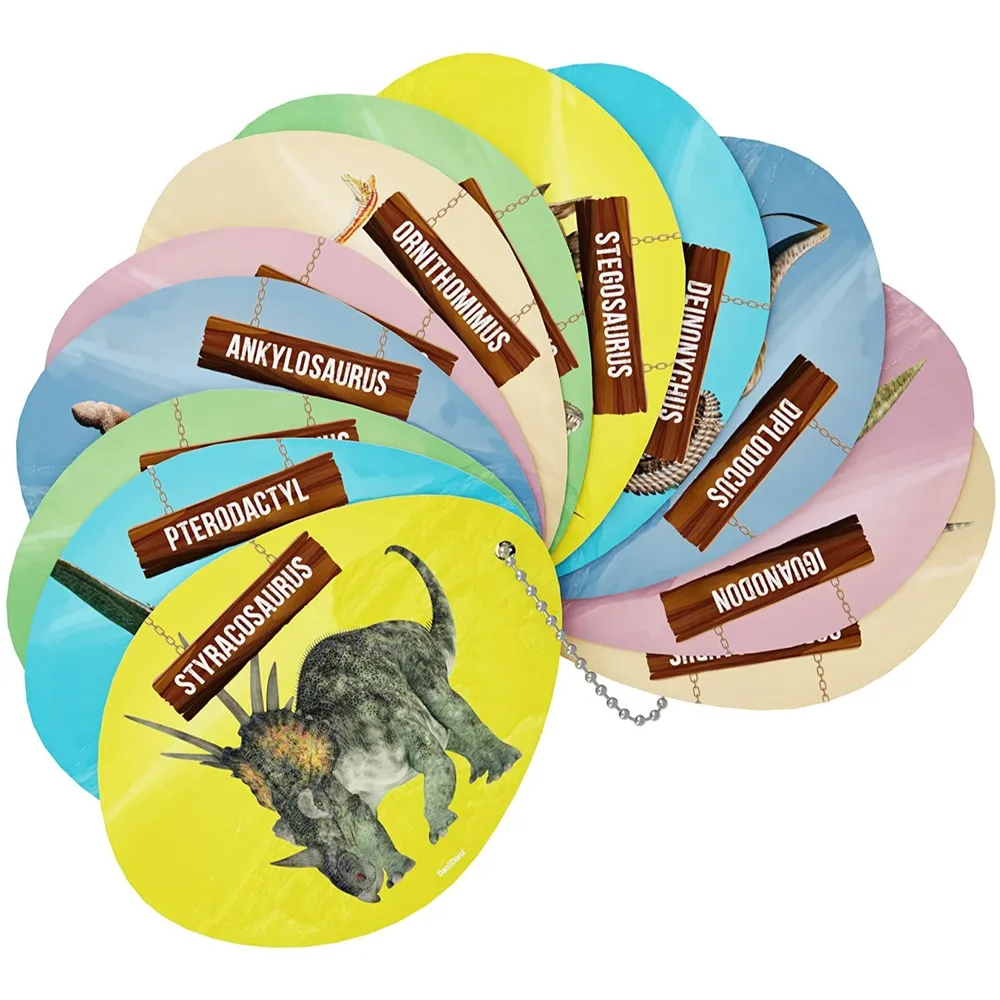 STYRACOSAURUS
PTERODACTYL
ANKYLOSAURUS
ORNITHOMIMUS
STEGOSAURUS
DEINONYCHUS
DIPLODOCUS
IGUANODON